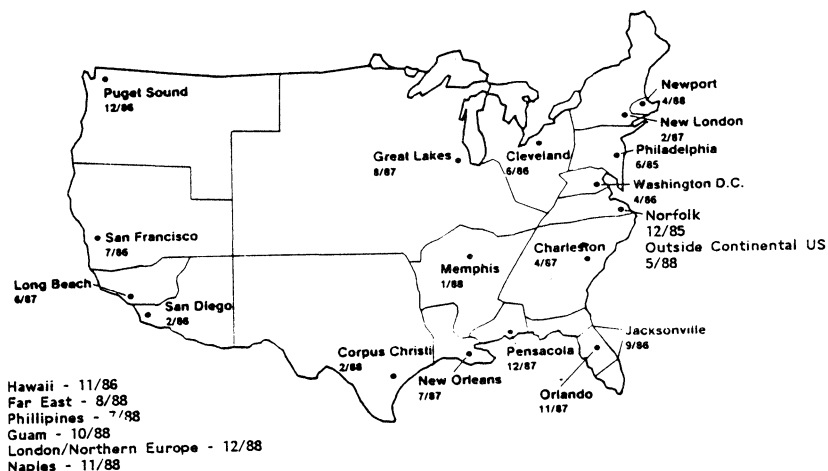 Puget Sound
12/86
Great Lakes
8/87
Cleveland
6/86
Newport
4/88
New London
2/87
Philadelphia
6/85
Washington D.C.
4/86
Norfolk
12/85
Outside Continental US
5/88
San Francisco
7/86
Long Beach
6/87
San Diego
2/86
Memphis
1/88
Charleston
4/67
Corpus Christi
2/88
New Orleans
7/87
Pensacola
12/87
Jacksonville
9/86
Orlando
11/87
Hawaii - 11/86
Far East - 8/88
Phillipines - 7/88
Guam - 10/88
London/Northern Europe - 12/88
Naples - 11/88